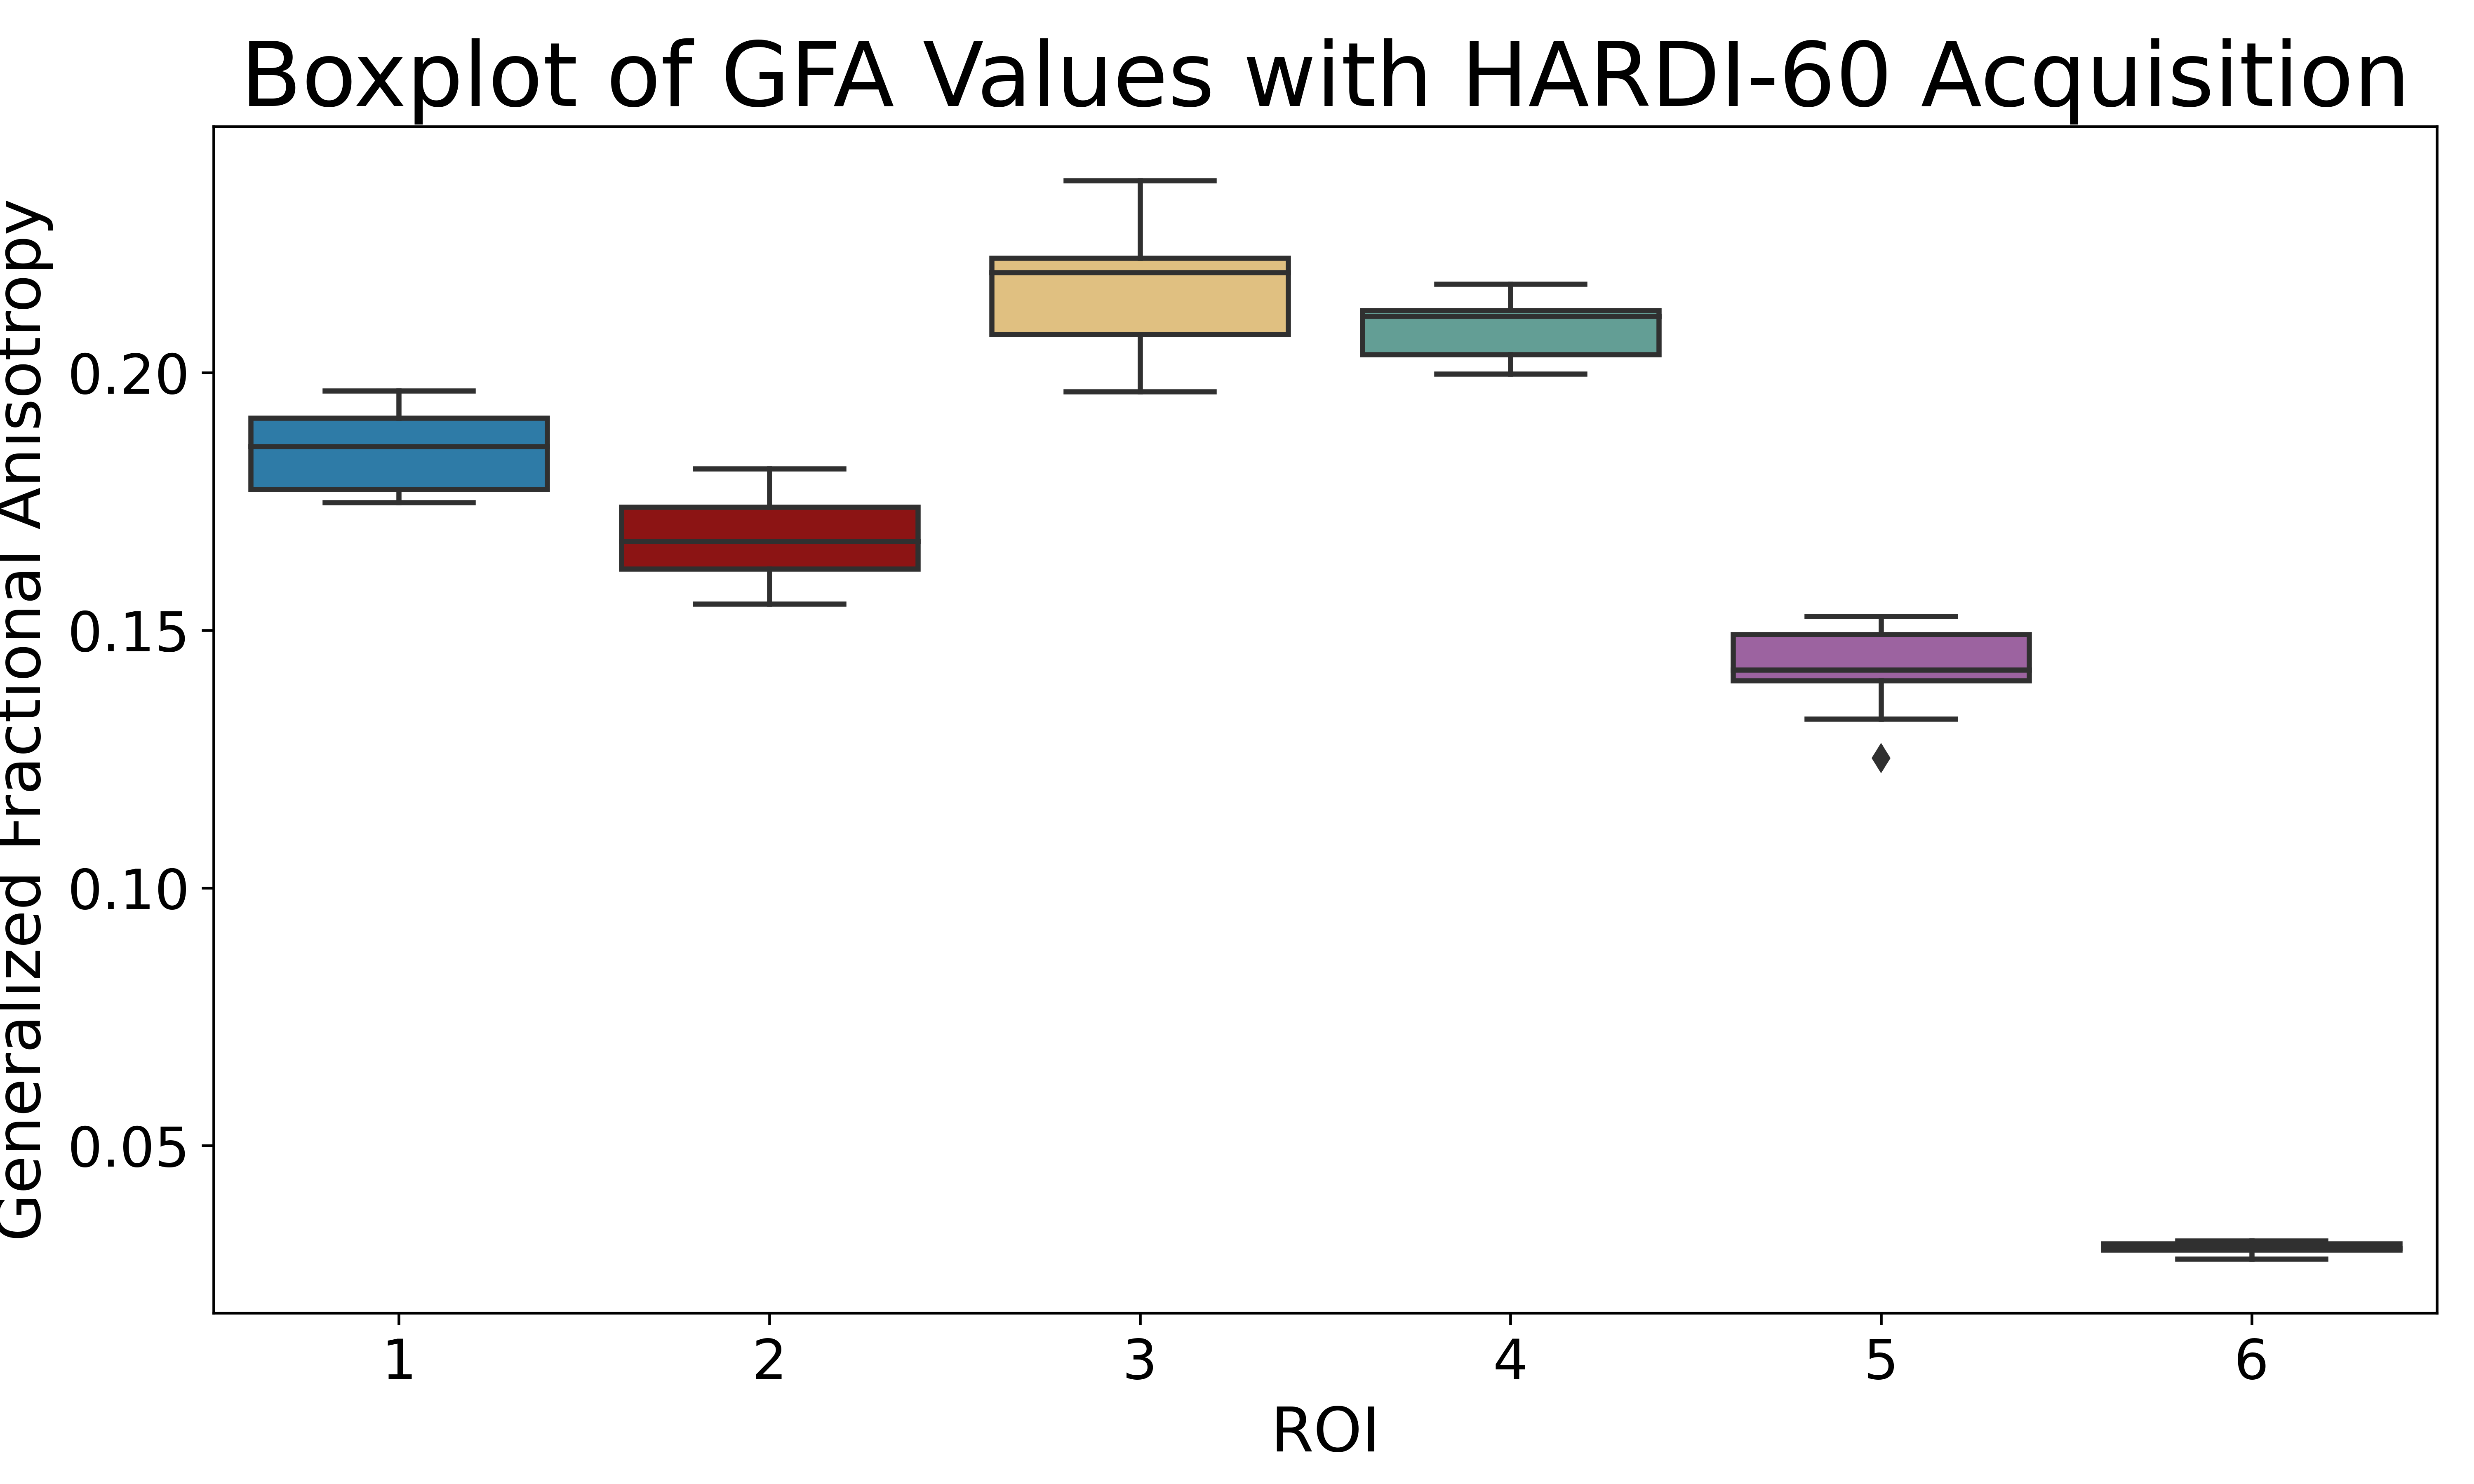 Boxplot of GFA Values with HARDI-60 Acquisition
Generalized Fractional Anisotropy
0.20
0.15
0.10
0.05
1 2 3 4 5 6
ROI